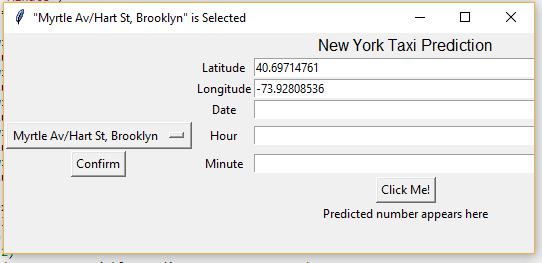 "Myrtle Av/Hart St, Brooklyn" is Selected
New York Taxi Prediction
Latitude 40.69714761
Longitude -73.92808536
Date
Myrtle Av/Hart St, Brooklyn Hour
Confirm Minute
Click Me!
Predicted number appears here